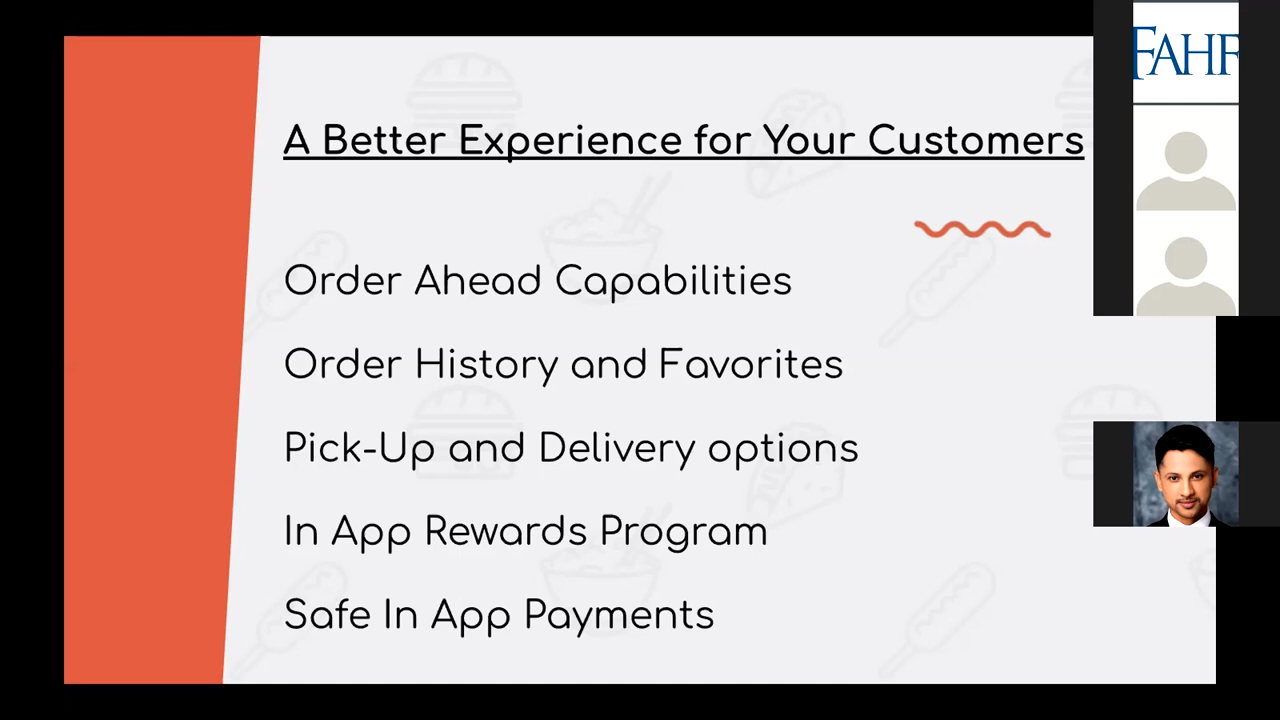 A Better Experience for Your Customers
Order Ahead Capabilities
Order History and Favorites
Pick-Up and Delivery options
In App Rewards Program
Safe In App Payments
FAHF